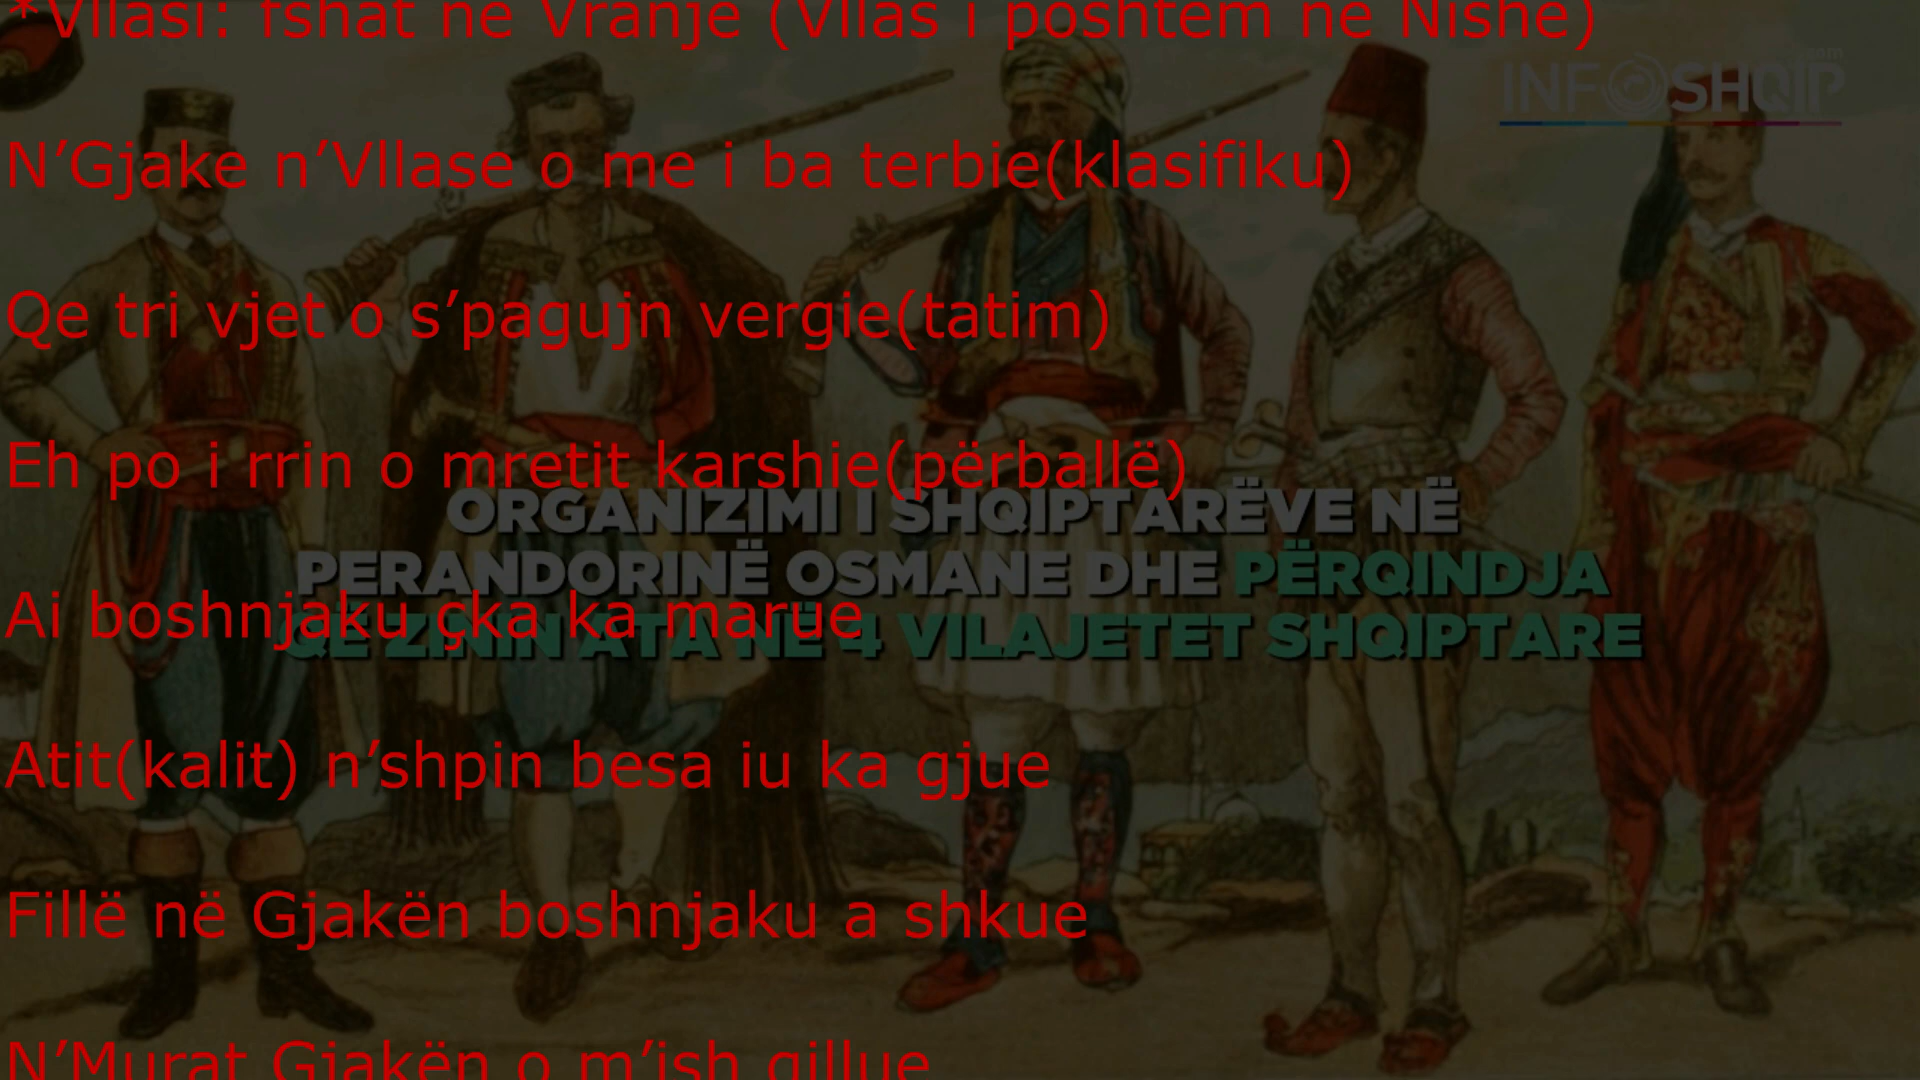 *Vllasi: fshat në Vranje (Vllas i poshtëm në Nishë)
.com
INFOSHQIP
N’Gjake n’Vllase o me i ba terbie(klasifiku)
Qe tri vjet o s’pagujn vergie(tatim)
Eh po i rrin o mretit karshie(përballë)
ORGANIZIMI I SHQIPTARËVE NË
PERANDORINË OSMANE DHE PËRQINDJA
QË ZININ ATA NË 4 VILAJETET SHQIPTARE
Ai boshnjaku çka ka marue
Atit(kalit) n’shpin besa iu ka gjue
Fillë në Gjakën boshnjaku a shkue
N’Murat Gjakën o m’ish qillue